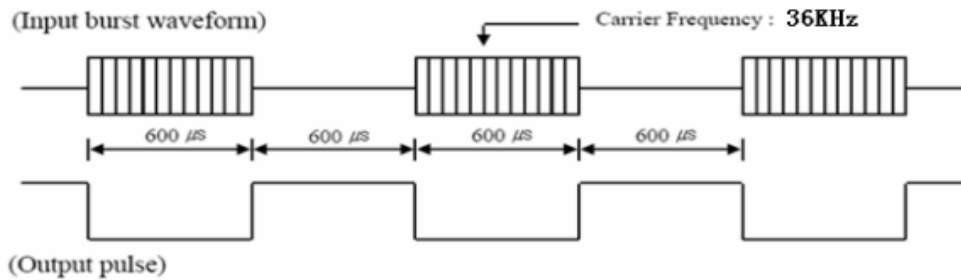 (Input burst waveform)
Carrier Frequency : 36KHz
600 μs 600 μs 600 μs 600 μs
(Output pulse)